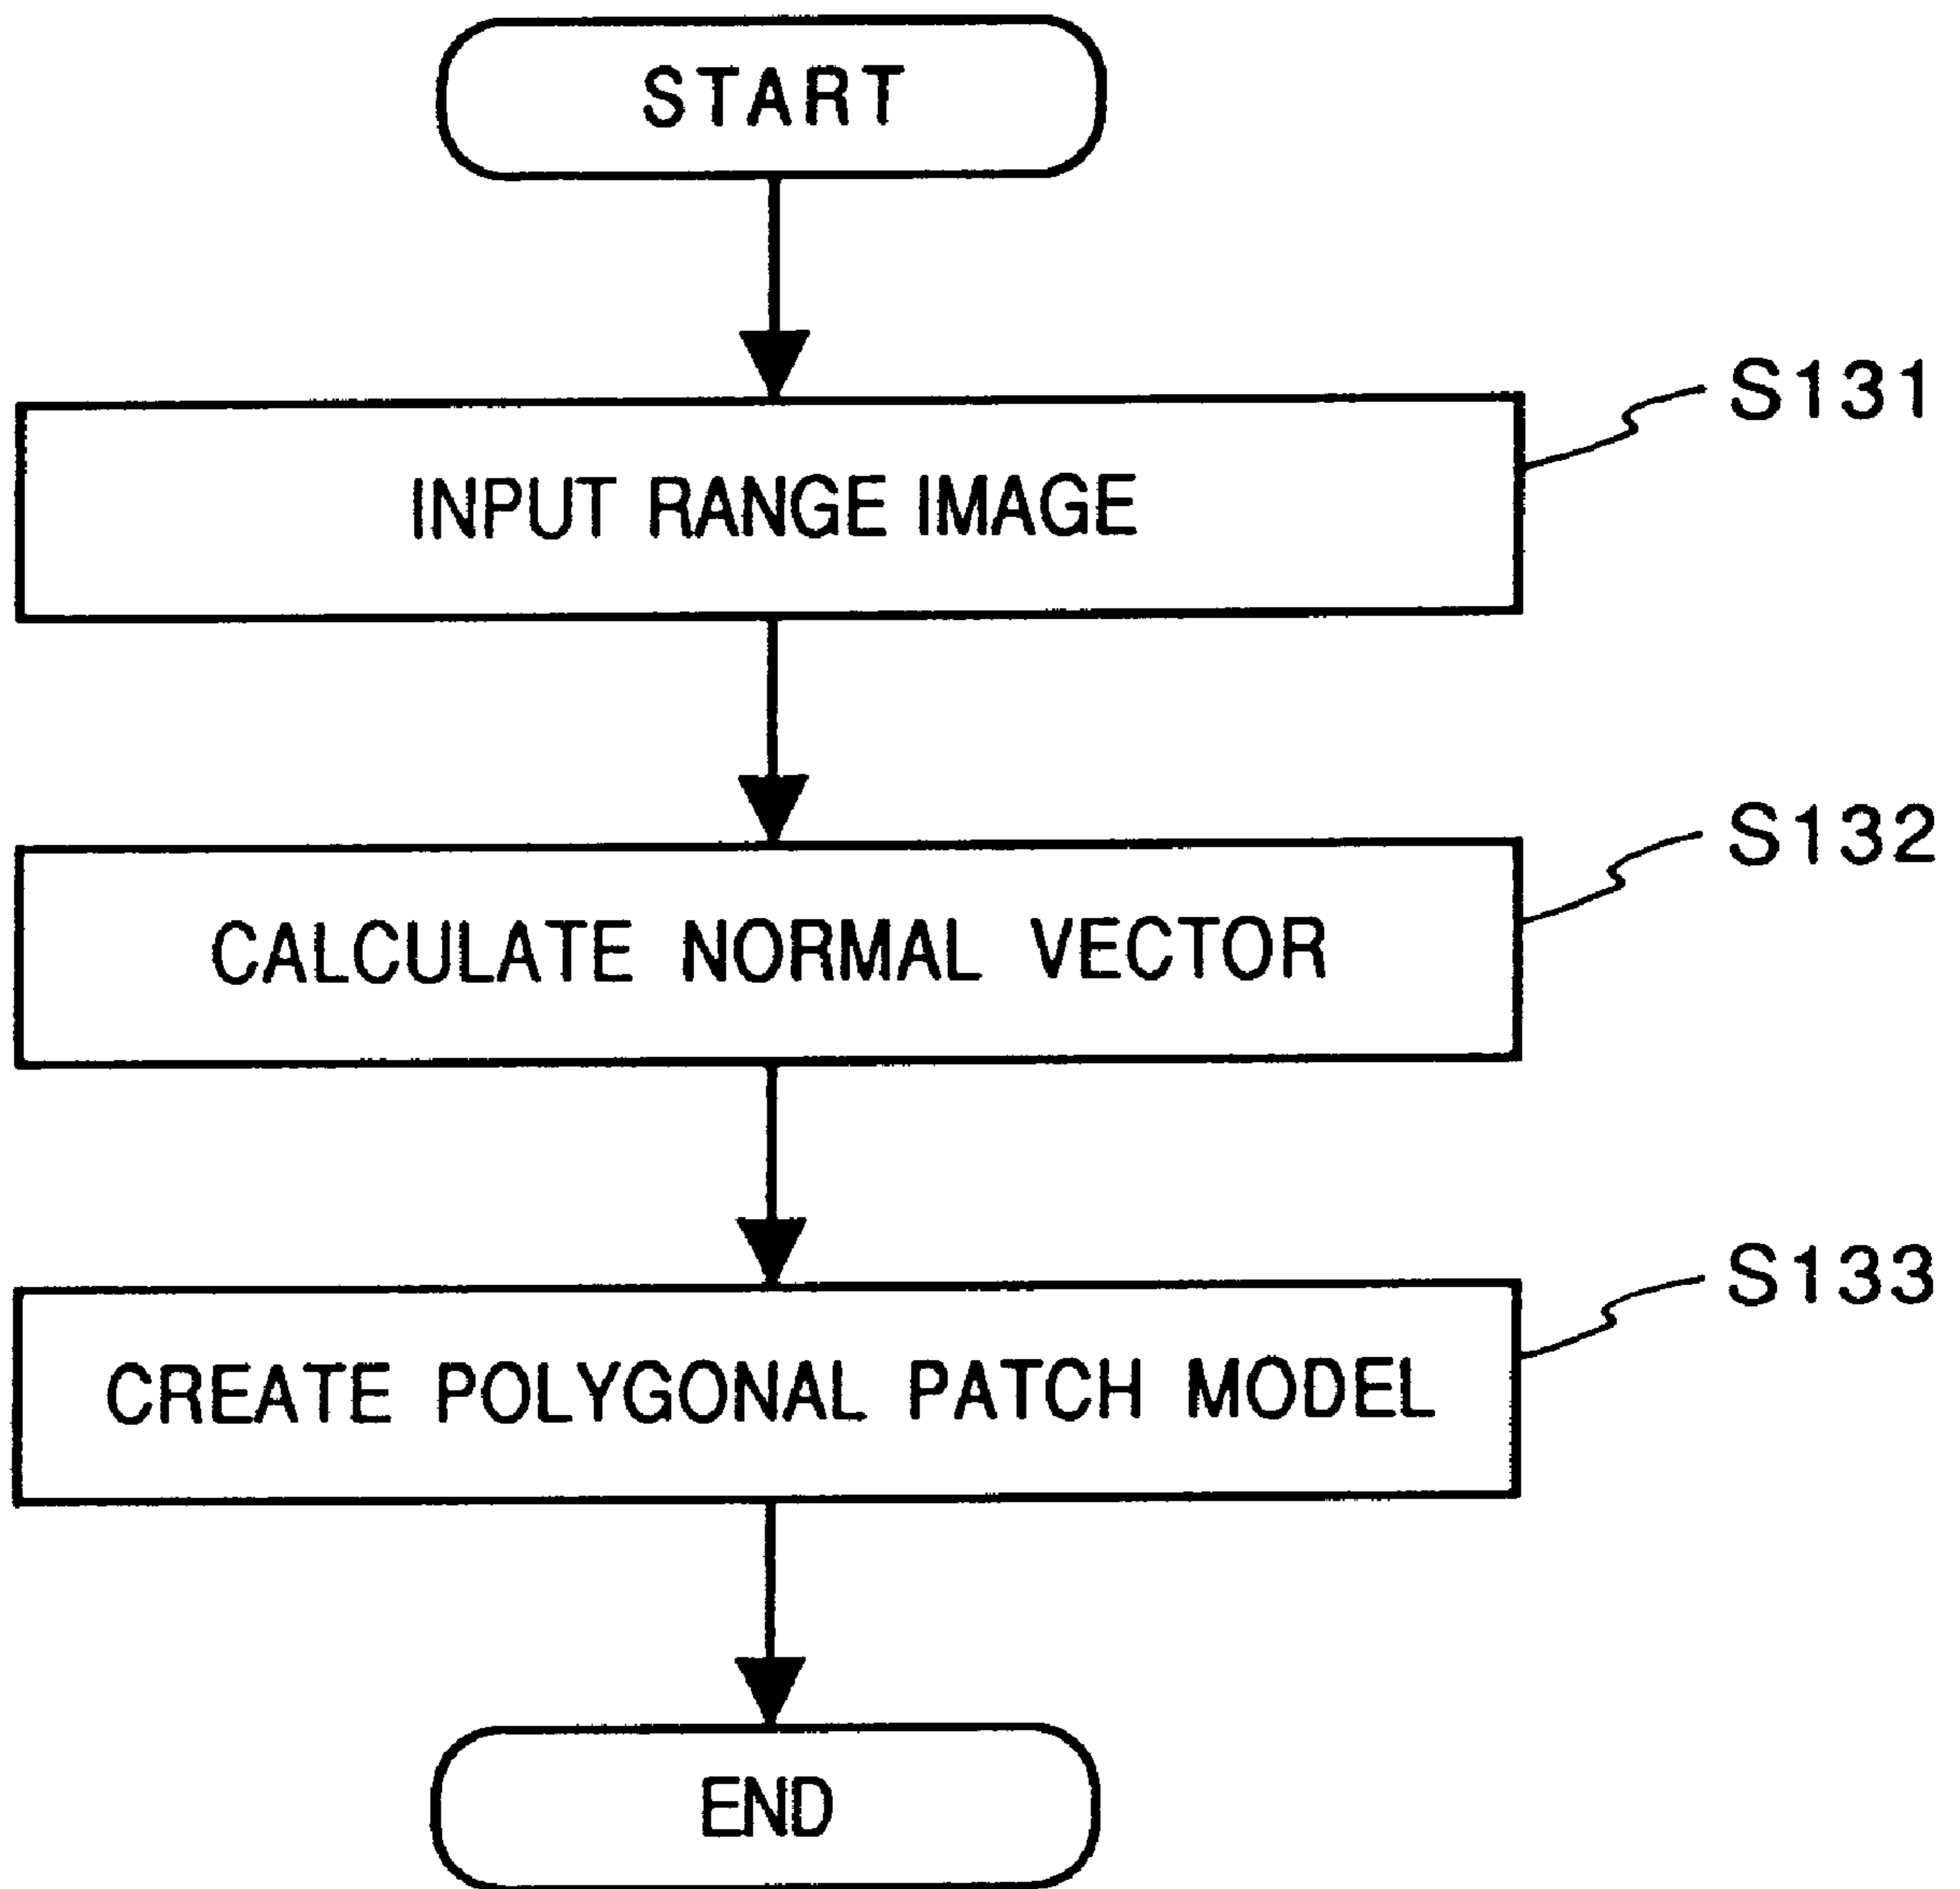 START
S131
INPUT RANGE IMAGE
S132
CALCULATE NORMAL VECTOR
S133
CREATE POLYGONAL PATCH MODEL
END